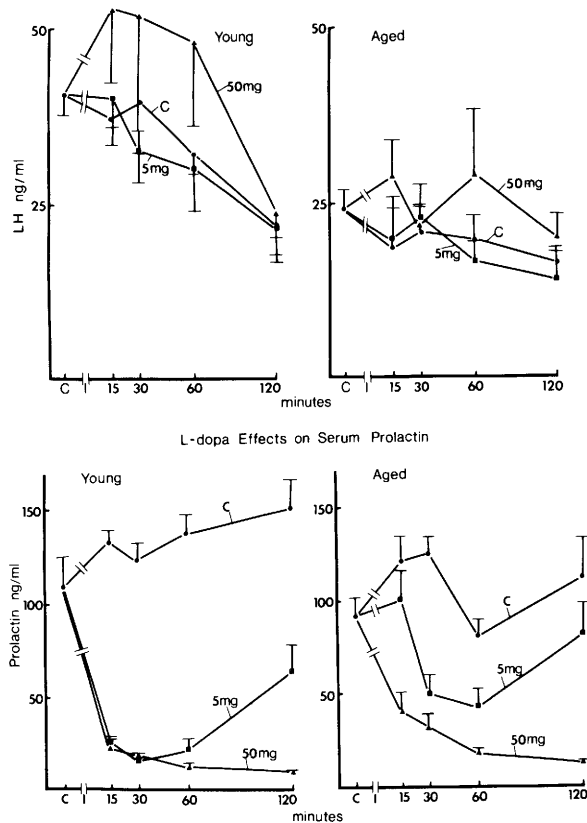 50
Young
50mg
C
5mg
25
LH ng/ml
C I 15 30 60 120
50
Aged
50mg
25
C
5mg
C I 15 30 60 120
minutes
L-dopa Effects on Serum Prolactin
Young
150
C
100
Prolactin ng/ml
50
5mg
50mg
C I 15 30 60 120
Aged
150
C
100
5mg
50
50mg
C I 15 30 60 120
minutes